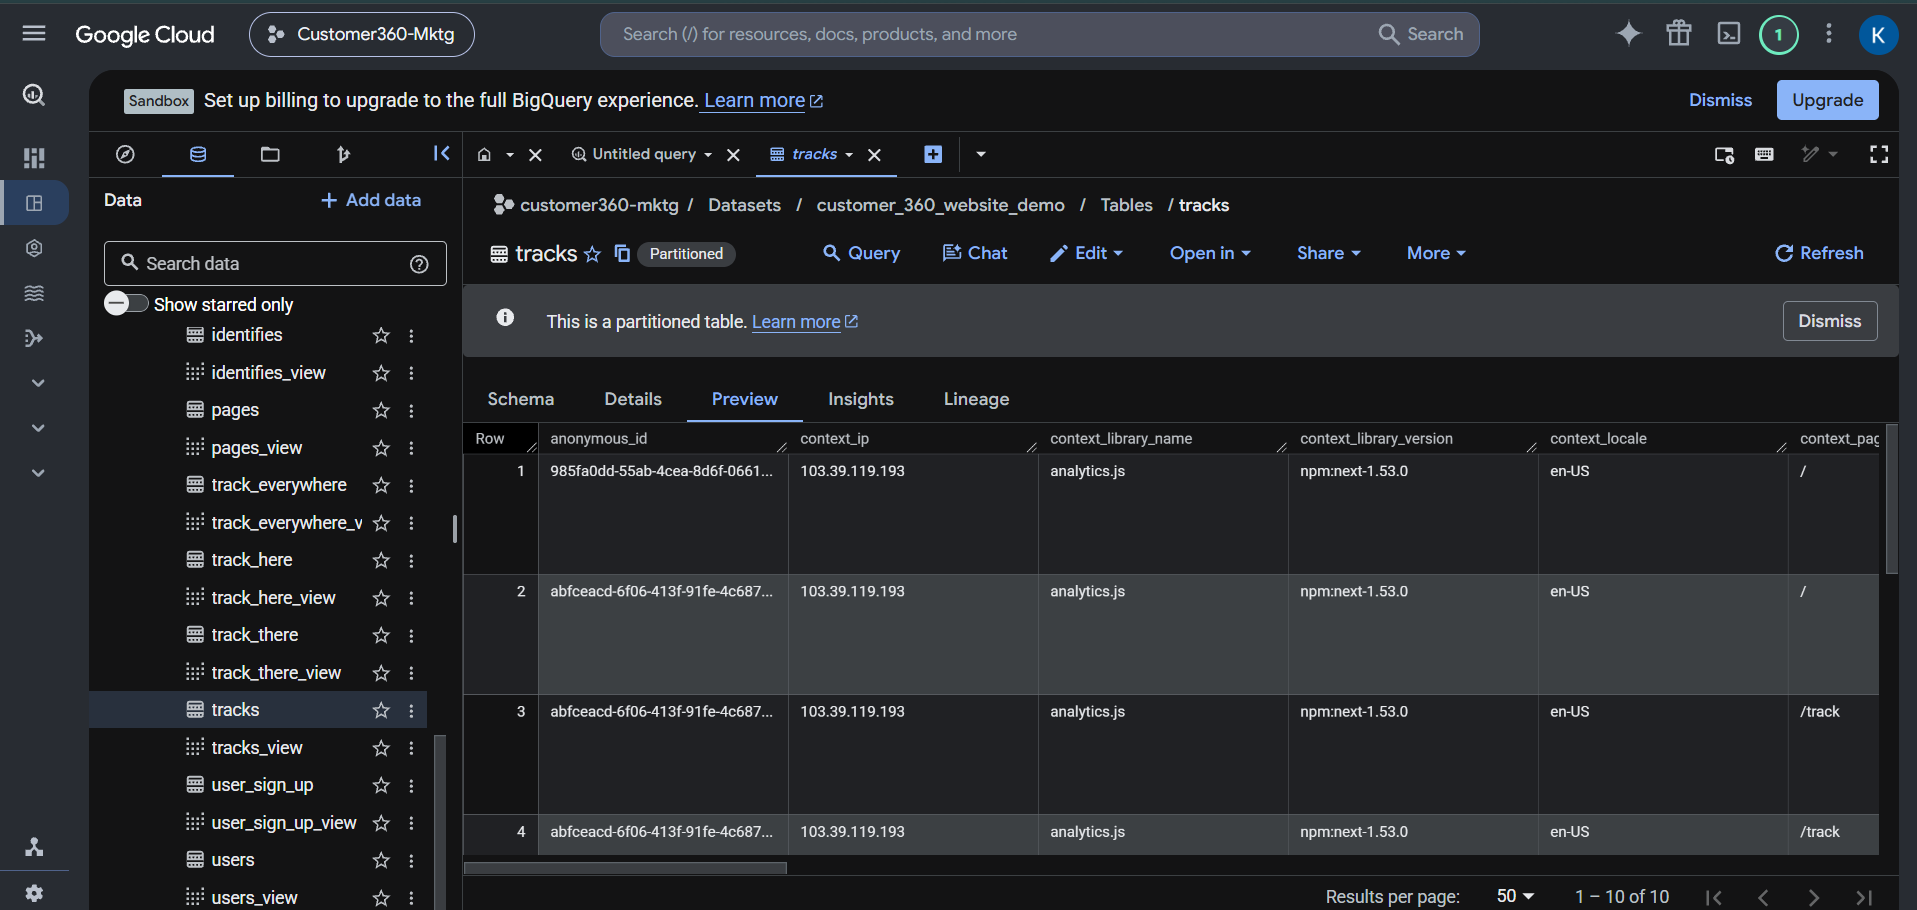 Google Cloud
Customer360-Mktg
Search (/) for resources, docs, products, and more
Search
1
K
Sandbox Set up billing to upgrade to the full BigQuery experience. Learn more
Dismiss
Upgrade
Untitled query
tracks
Data
Add data
customer360-mktg / Datasets / customer_360_website_demo / Tables / tracks
Search data
Show starred only
identifies
identifies_view
pages
pages_view
track_everywhere
track_everywhere_v
track_here
track_here_view
track_there
track_there_view
tracks
tracks_view
user_sign_up
user_sign_up_view
users
users_view
tracks
Partitioned
Query
Chat
Edit
Open in
Share
More
Refresh
This is a partitioned table. Learn more
Dismiss
Schema
Details
Preview
Insights
Lineage
Row anonymous_id context_ip context_library_name context_library_version context_locale context_pag
1 985fa0dd-55ab-4cea-8d6f-0661... 103.39.119.193 analytics.js npm:next-1.53.0 en-US /
2 abfceacd-6f06-413f-91fe-4c687... 103.39.119.193 analytics.js npm:next-1.53.0 en-US /
3 abfceacd-6f06-413f-91fe-4c687... 103.39.119.193 analytics.js npm:next-1.53.0 en-US /track
4 abfceacd-6f06-413f-91fe-4c687... 103.39.119.193 analytics.js npm:next-1.53.0 en-US /track
Results per page: 50 1 – 10 of 10